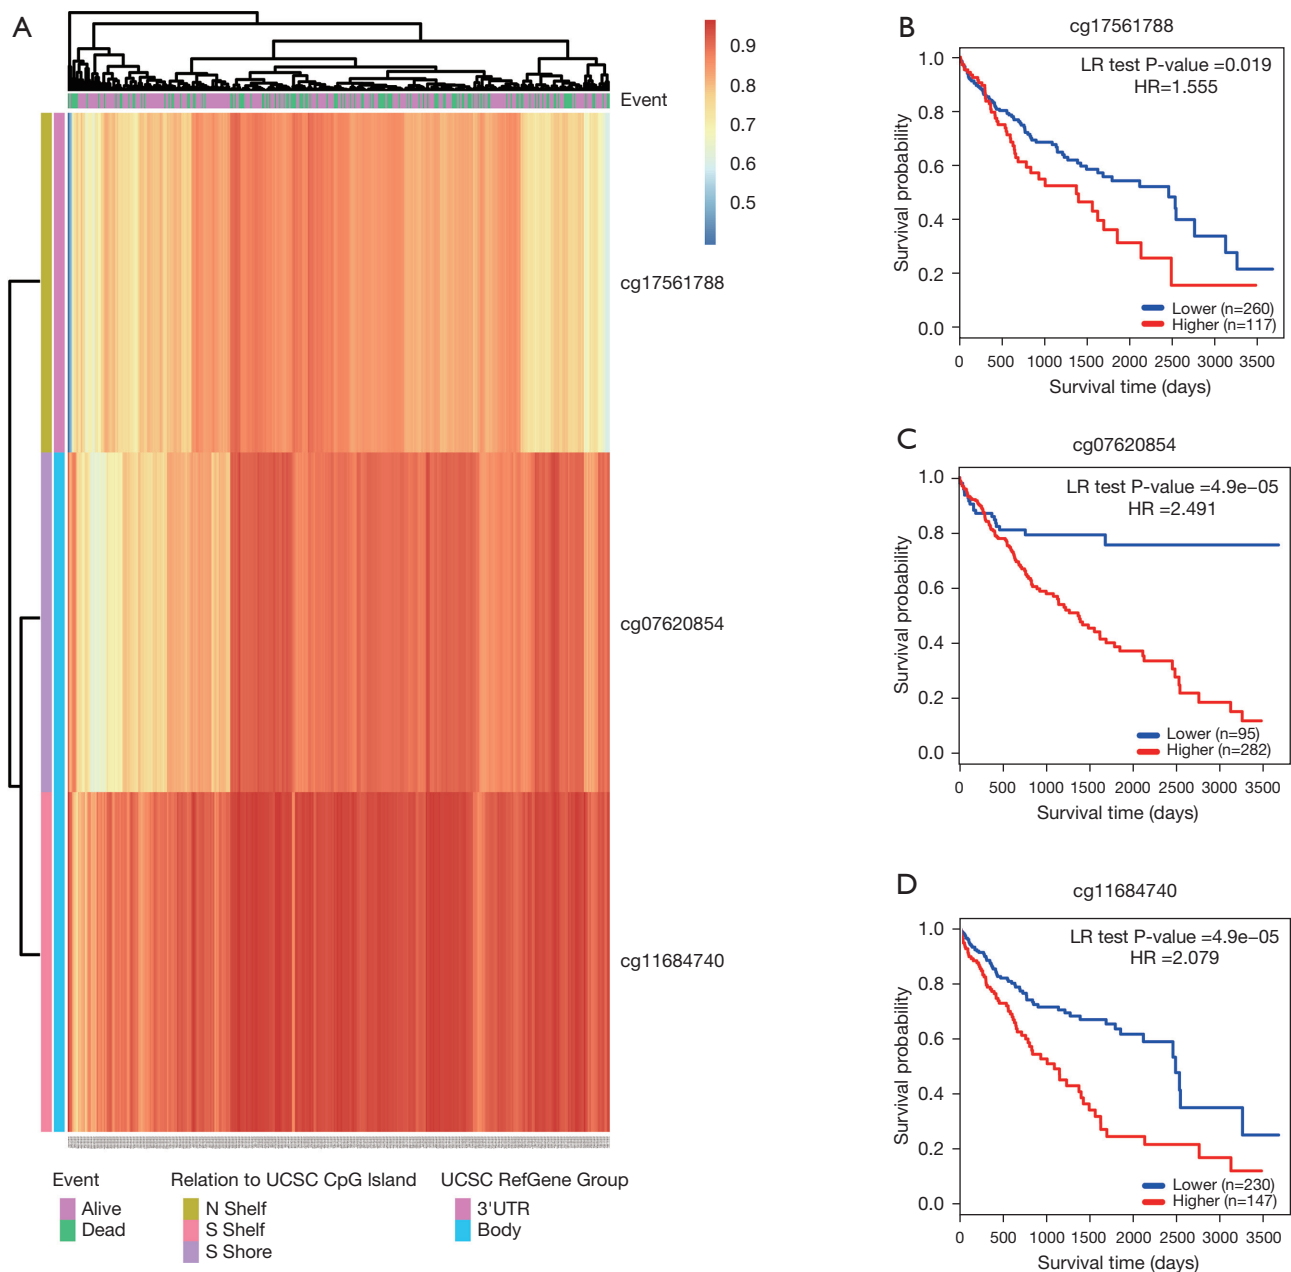 A
Event
0.9
0.8
0.7
0.6
0.5
cg17561788
cg07620854
cg11684740
Event
Alive
Dead
Relation to UCSC CpG Island
N Shelf
S Shelf
S Shore
UCSC RefGene Group
3'UTR
Body
B
cg17561788
LR test P-value =0.019
HR=1.555
Survival probability
1.0
0.8
0.6
0.4
0.2
0.0
Lower (n=260)
Higher (n=117)
0 500 1000 1500 2000 2500 3000 3500
Survival time (days)
C
cg07620854
LR test P-value =4.9e−05
HR =2.491
Survival probability
1.0
0.8
0.6
0.4
0.2
0.0
Lower (n=95)
Higher (n=282)
0 500 1000 1500 2000 2500 3000 3500
Survival time (days)
D
cg11684740
LR test P-value =4.9e−05
HR =2.079
Survival probability
1.0
0.8
0.6
0.4
0.2
0.0
Lower (n=230)
Higher (n=147)
0 500 1000 1500 2000 2500 3000 3500
Survival time (days)